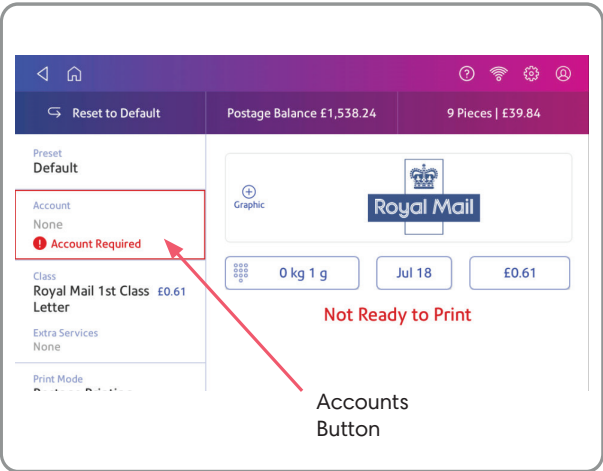 Reset to Default
Postage Balance £1,538.24
9 Pieces | £39.84
Preset
Default
Account
None
Account Required
Class
Royal Mail 1st Class £0.61
Letter
Extra Services
None
Print Mode
Graphic
Royal Mail
0 kg 1 g
Jul 18
£0.61
Not Ready to Print
Accounts
Button